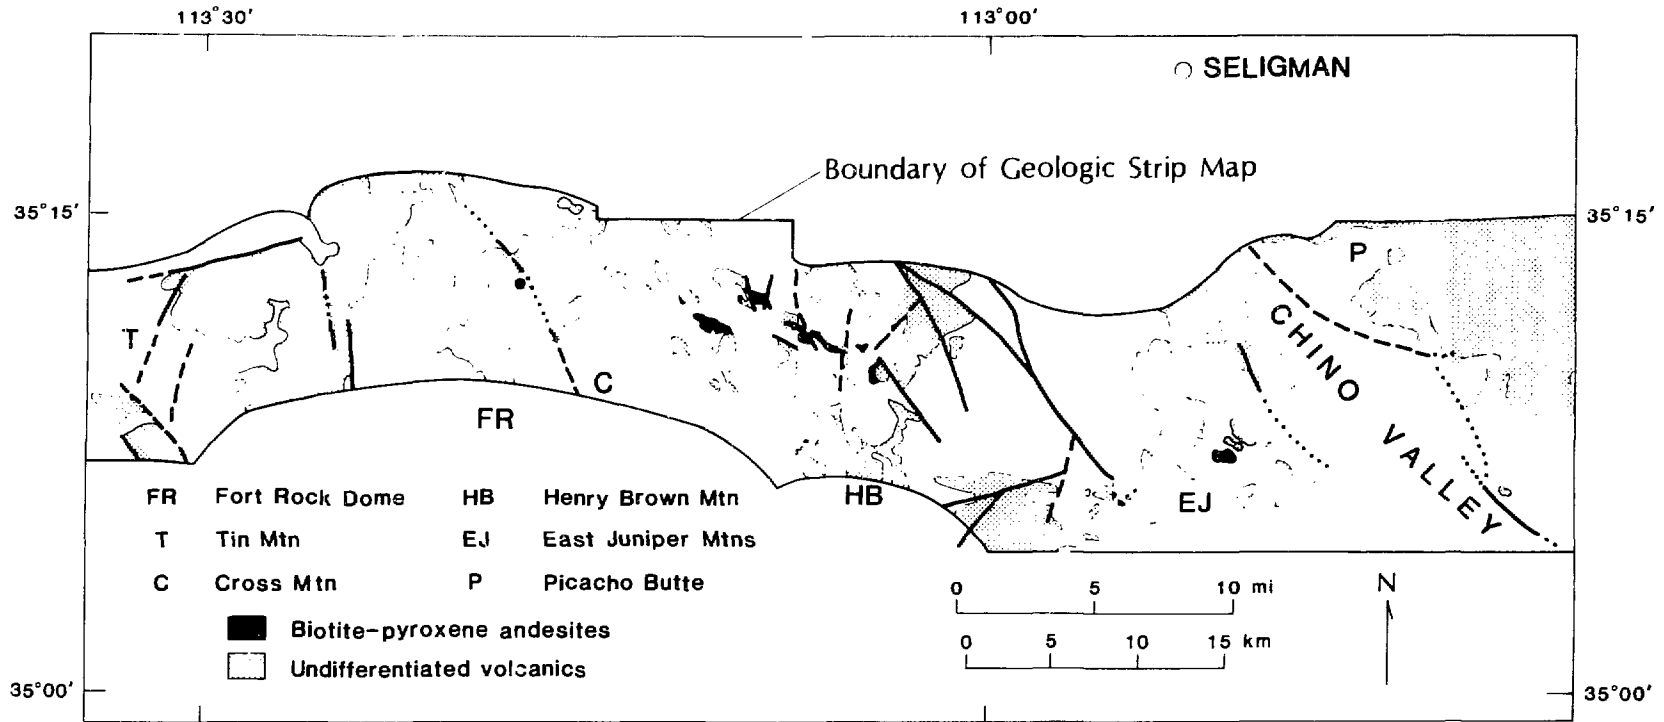 113°30' 113°00'
SELIGMAN
Boundary of Geologic Strip Map
35°15' 35°15'
P
T
CHINO VALLEY
C
FR
HB
EJ
FR Fort Rock Dome HB Henry Brown Mtn
T Tin Mtn EJ East Juniper Mtns
C Cross Mtn P Picacho Butte
0 5 10 mi
N
Biotite-pyroxene andesites
0 5 10 15 km
Undifferentiated volcanics
35°00' 35°00'
G